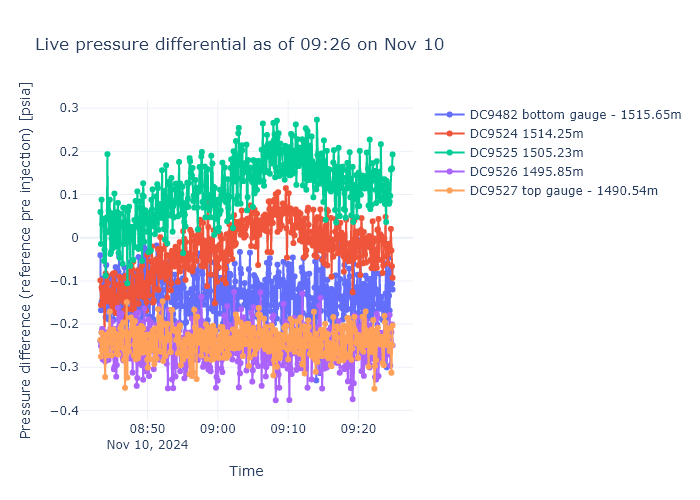 Live pressure differential as of 09:26 on Nov 10
Pressure difference (reference pre injection) [psia]
0.3
0.2
0.1
0
−0.1
−0.2
−0.3
−0.4
08:50
09:00
09:10
09:20
Nov 10, 2024
Time
DC9482 bottom gauge - 1515.65m
DC9524 1514.25m
DC9525 1505.23m
DC9526 1495.85m
DC9527 top gauge - 1490.54m